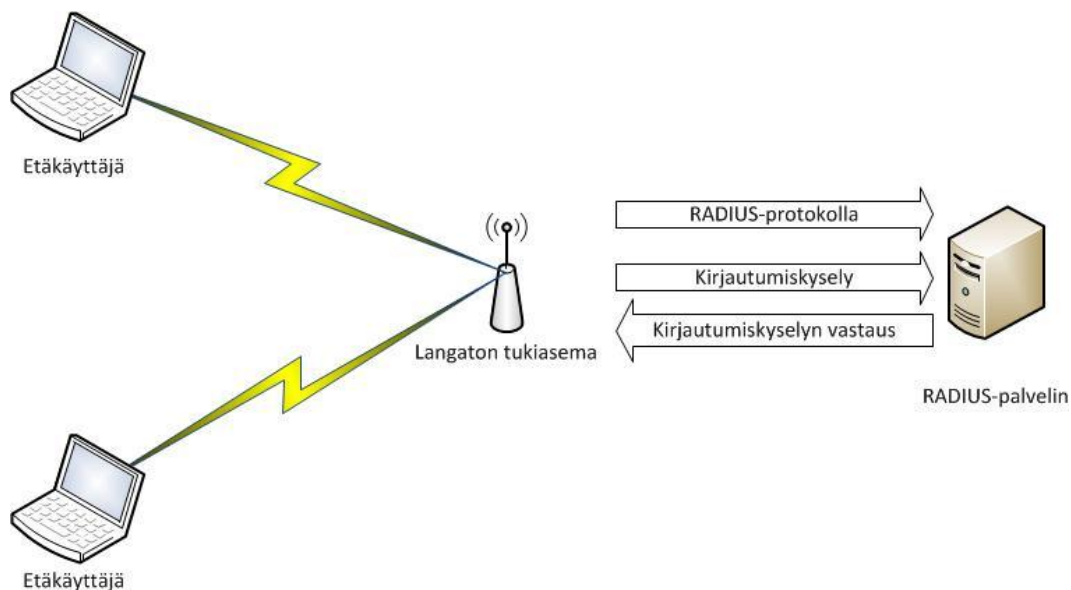 Etäkäyttäjä
RADIUS-protokolla
Kirjautumiskysely
Kirjautumiskyselyn vastaus
Langaton tukiasema
RADIUS-palvelin
Etäkäyttäjä